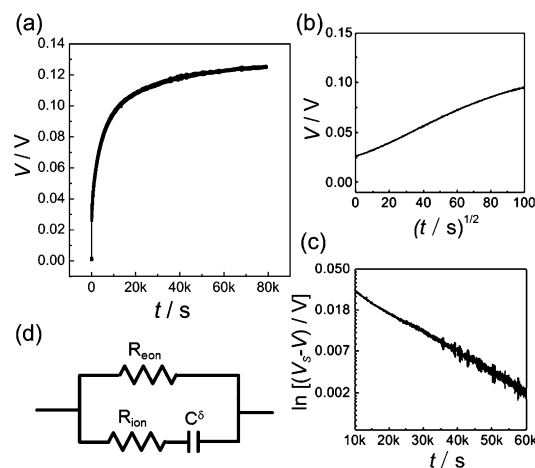 (a)
V / V
0.14
0.12
0.10
0.08
0.06
0.04
0.02
0.00
0 20k 40k 60k 80k
t / s
(b)
V / V
0.15
0.10
0.05
0.00
0 20 40 60 80 100
(t / s)1/2
(c)
ln [(Vs-V) / V]
0.050
0.018
0.007
0.002
10k 20k 30k 40k 50k 60k
t / s
(d)
Reon
Rion Cδ